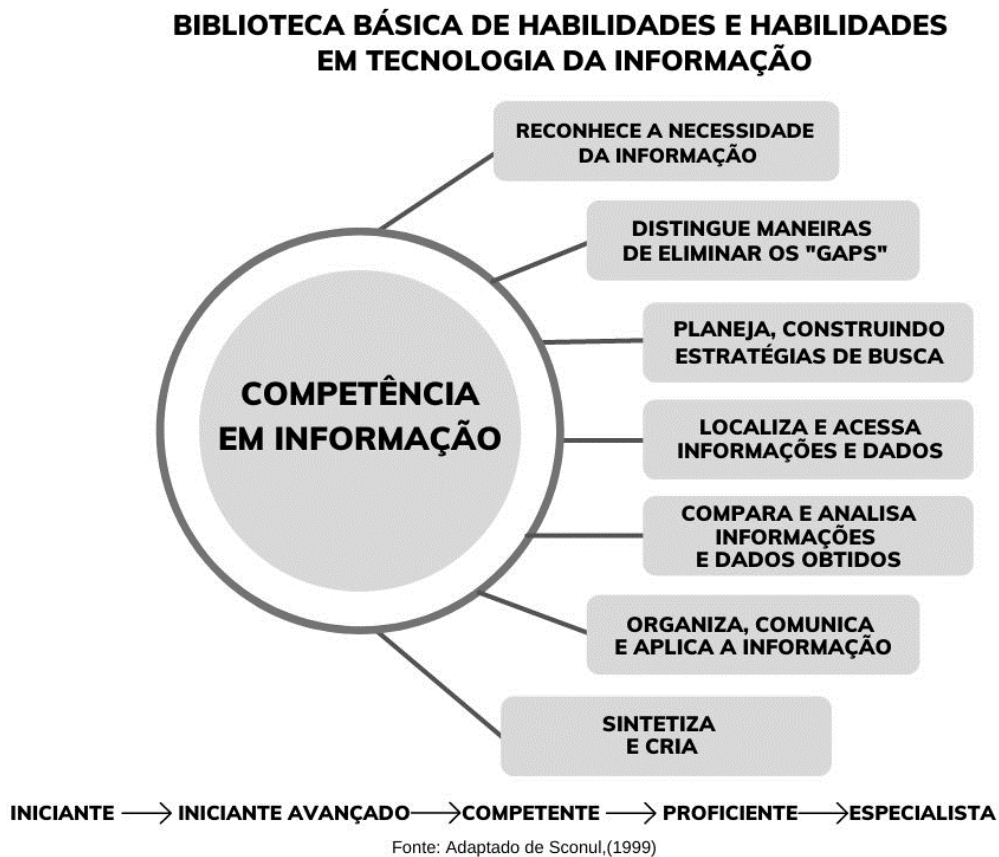 BIBLIOTECA BÁSICA DE HABILIDADES E HABILIDADES
EM TECNOLOGIA DA INFORMAÇÃO
RECONHECE A NECESSIDADE
DA INFORMAÇÃO
DISTINGUE MANEIRAS
DE ELIMINAR OS "GAPS"
PLANEJA, CONSTRUINDO
ESTRATÉGIAS DE BUSCA
COMPETÊNCIA
EM INFORMAÇÃO
LOCALIZA E ACESSA
INFORMAÇÕES E DADOS
COMPARA E ANALISA
INFORMAÇÕES
E DADOS OBTIDOS
ORGANIZA, COMUNICA
E APLICA A INFORMAÇÃO
SINTETIZA
E CRIA
INICIANTE → INICIANTE AVANÇADO → COMPETENTE → PROFICIENTE → ESPECIALISTA
Fonte: Adaptado de Sconul,(1999)